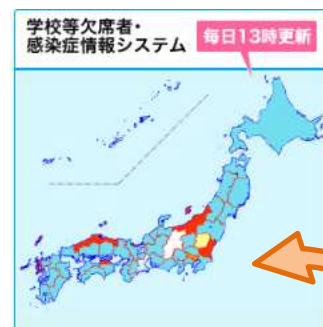 学校等欠席者・
感染症情報システム
毎日13時更新